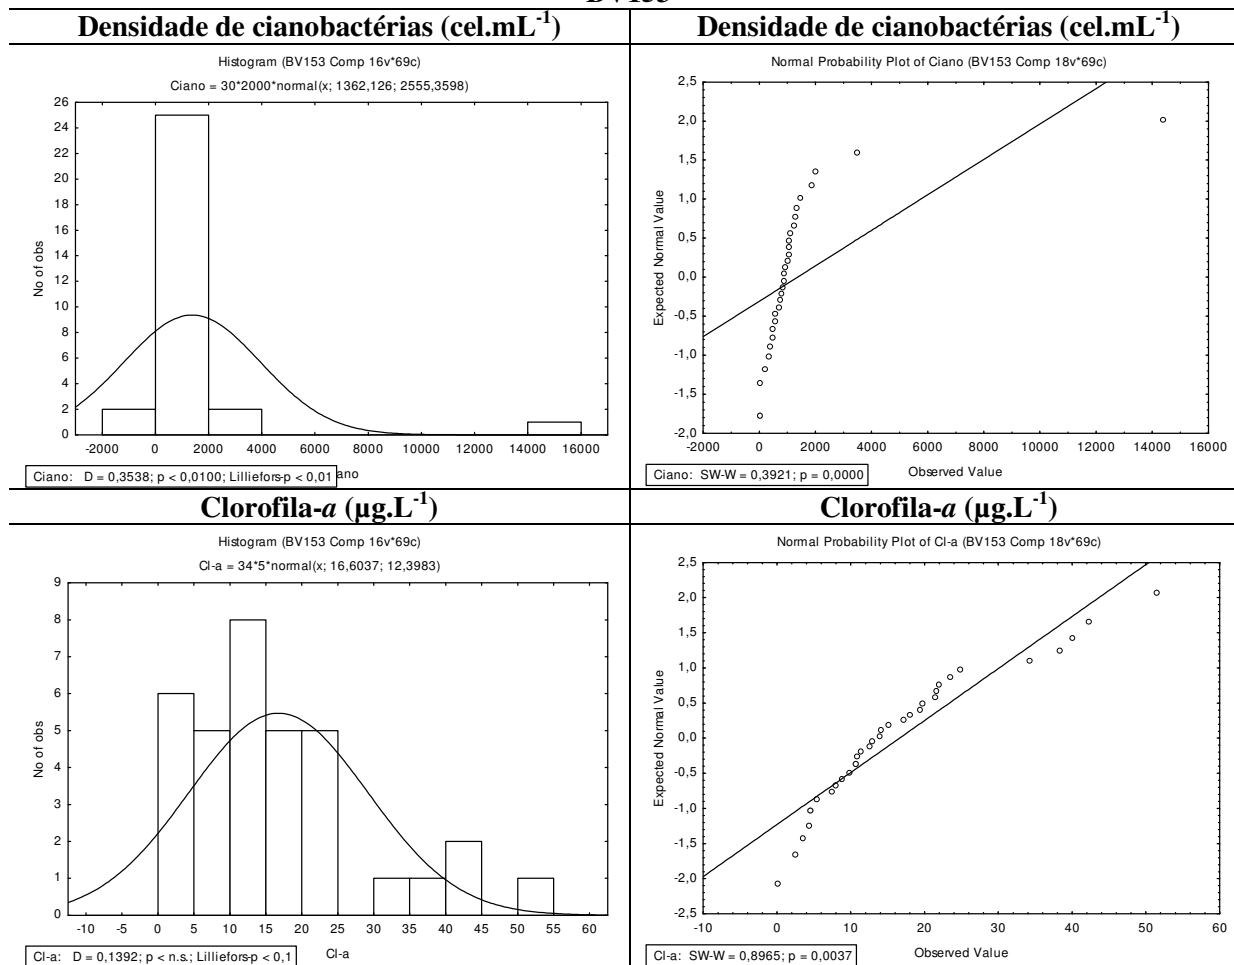 Densidade de cianobactérias (cel.mL-1)
Histogram (BV153 Comp 16v*69c)
Ciano = 30*2000*normal(x; 1362,126; 2555,3598)
26
24
22
20
18
16
14
12
10
8
6
4
2
0
No of obs
-2000 0 2000 4000 6000 8000 10000 12000 14000 16000
Ciano: D = 0,3538; p < 0,0100; Lilliefors-p < 0,01
ano
Densidade de cianobactérias (cel.mL-1)
Normal Probability Plot of Ciano (BV153 Comp 18v*69c)
2,5
2,0
1,5
1,0
0,5
0,0
-0,5
-1,0
-1,5
-2,0
Expected Normal Value
-2000 0 2000 4000 6000 8000 10000 12000 14000 16000
Observed Value
Ciano: SW-W = 0,3921; p = 0,0000
Clorofila-a (µg.L-1)
Histogram (BV153 Comp 16v*69c)
Cl-a = 34*5*normal(x; 16,6037; 12,3983)
9
8
7
6
5
4
3
2
1
0
No of obs
-10 -5 0 5 10 15 20 25 30 35 40 45 50 55 60
Cl-a: D = 0,1392; p < n.s.; Lilliefors-p < 0,1
Cl-a
Clorofila-a (µg.L-1)
Normal Probability Plot of Cl-a (BV153 Comp 18v*69c)
2,5
2,0
1,5
1,0
0,5
0,0
-0,5
-1,0
-1,5
-2,0
-2,5
Expected Normal Value
-10 0 10 20 30 40 50 60
Observed Value
Cl-a: SW-W = 0,8965; p = 0,0037